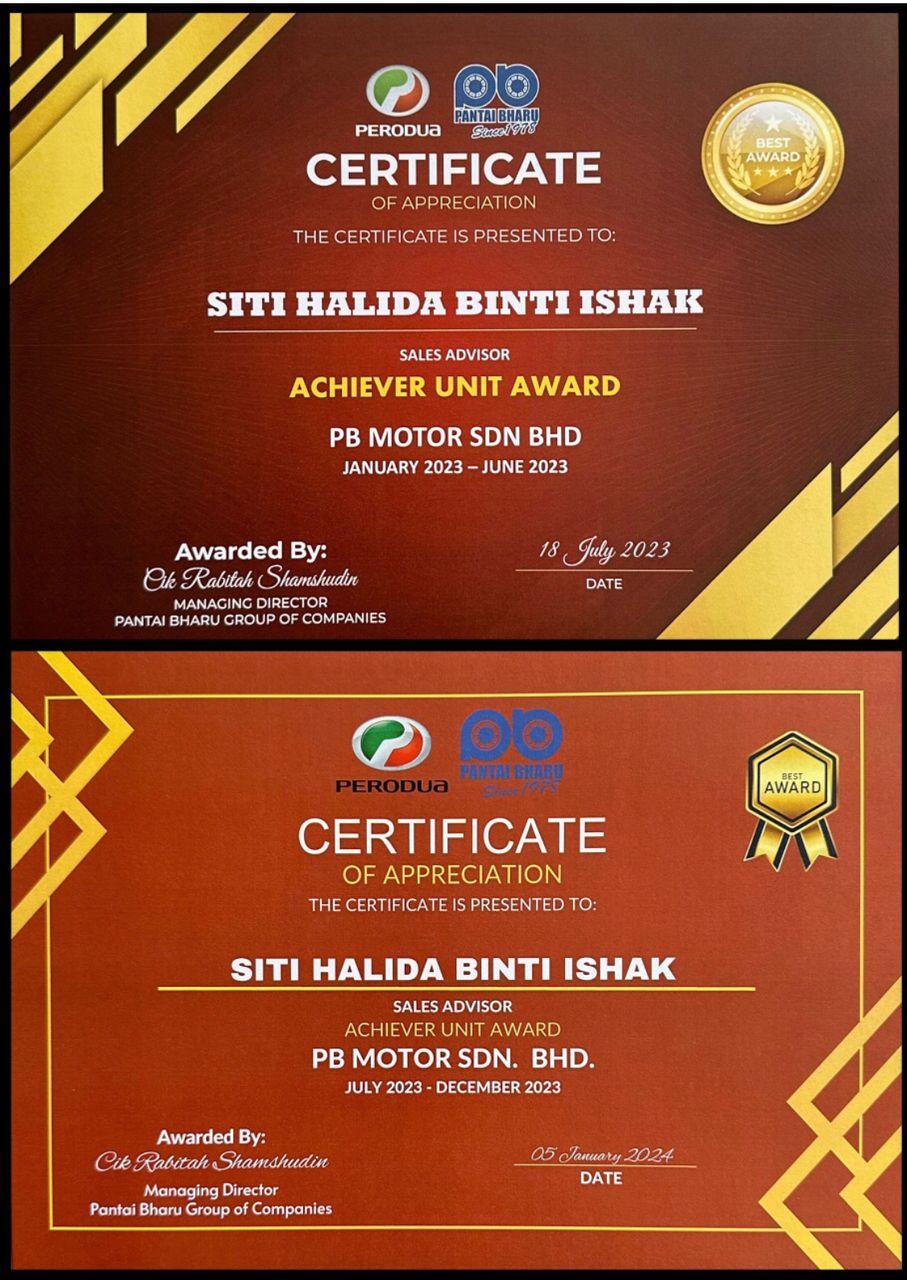 PERODUA
pb
PANTAI BHARU
Since 1978
CERTIFICATE
OF APPRECIATION
THE CERTIFICATE IS PRESENTED TO:
BEST
AWARD
SITI HALIDA BINTI ISHAK
SALES ADVISOR
ACHIEVER UNIT AWARD
PB MOTOR SDN BHD
JANUARY 2023 – JUNE 2023
Awarded By:
Cik Rabitah Shamshudin
MANAGING DIRECTOR
PANTAI BHARU GROUP OF COMPANIES
18 July 2023
DATE
PERODUA
pb
PANTAI BHARU
Since 1978
CERTIFICATE
OF APPRECIATION
THE CERTIFICATE IS PRESENTED TO:
BEST
AWARD
SITI HALIDA BINTI ISHAK
SALES ADVISOR
ACHIEVER UNIT AWARD
PB MOTOR SDN. BHD.
JULY 2023 - DECEMBER 2023
Awarded By:
Cik Rabitah Shamshudin
Managing Director
Pantai Bharu Group of Companies
05 January 2024
DATE